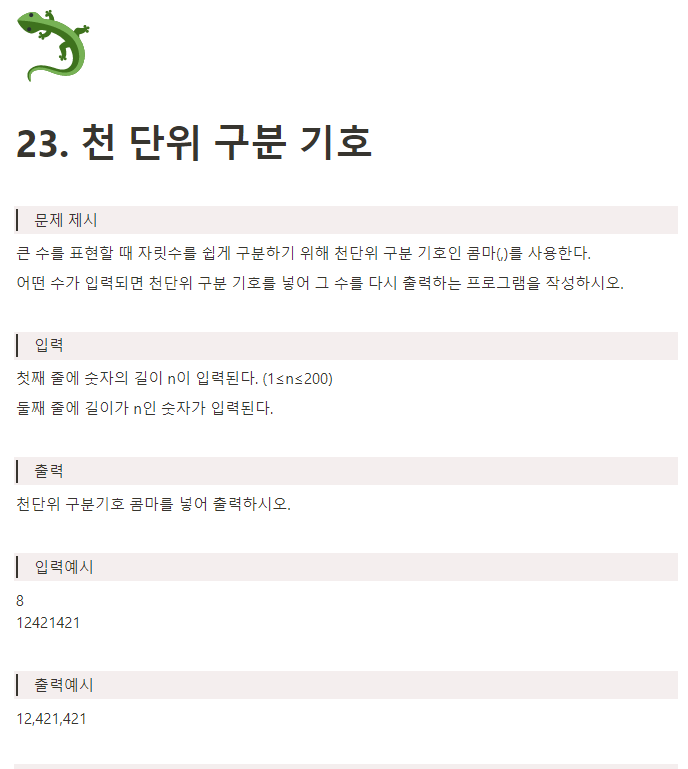 23. 천 단위 구분 기호
문제 제시
큰 수를 표현할 때 자릿수를 쉽게 구분하기 위해 천단위 구분 기호인 콤마(,)를 사용한다.
어떤 수가 입력되면 천단위 구분 기호를 넣어 그 수를 다시 출력하는 프로그램을 작성하시오.
입력
첫째 줄에 숫자의 길이 n이 입력된다. (1≤n≤200)
둘째 줄에 길이가 n인 숫자가 입력된다.
출력
천단위 구분기호 콤마를 넣어 출력하시오.
입력예시
8
12421421
출력예시
12,421,421